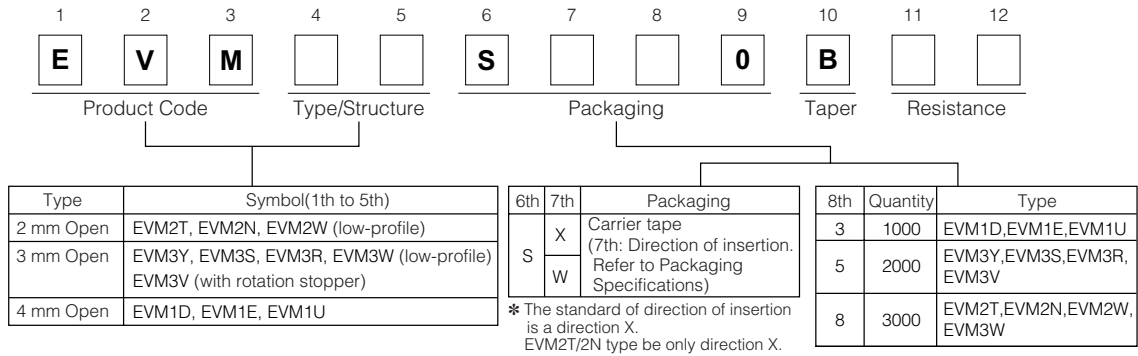 1 2 3 4 5 6 7 8 9 10 11 12
E V M S 0 B
Product Code Type/Structure Packaging Taper Resistance
Type Symbol(1th to 5th)
2 mm Open EVM2T, EVM2N, EVM2W (low-profile)
3 mm Open EVM3Y, EVM3S, EVM3R, EVM3W (low-profile)
EVM3V (with rotation stopper)
4 mm Open EVM1D, EVM1E, EVM1U
6th 7th Packaging
S X W Carrier tape
(7th: Direction of insertion.
Refer to Packaging
Specifications)
✽ The standard of direction of insertion
is a direction X.
EVM2T/2N type be only direction X.
8th Quantity Type
3 1000 EVM1D,EVM1E,EVM1U
5 2000 EVM3Y,EVM3S,EVM3R,
EVM3V
8 3000 EVM2T,EVM2N,EVM2W,
EVM3W